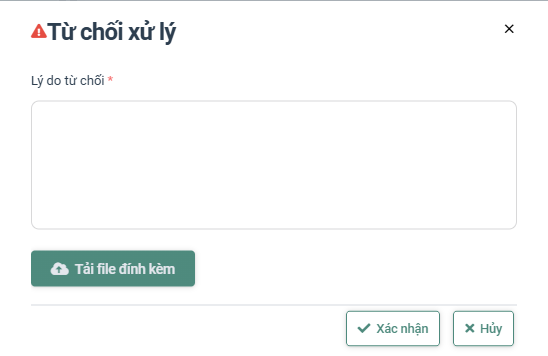 Từ chối xử lý
Lý do từ chối *
Tải file đính kèm
Xác nhận
Hủy